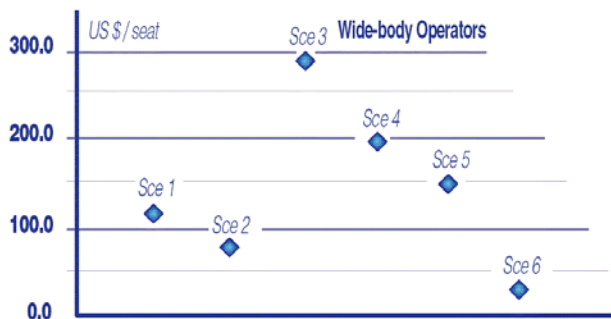 US $ / seat
Wide-body Operators
300.0
Sce 3
200.0
Sce 4
Sce 5
Sce 1
100.0
Sce 2
Sce 6
0.0